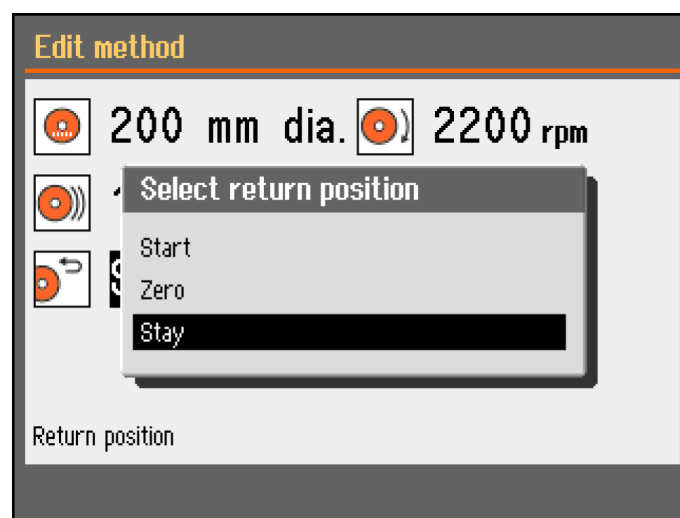 Edit method
200 mm dia. 2200 rpm
Select return position
Start
Zero
Stay
Return position